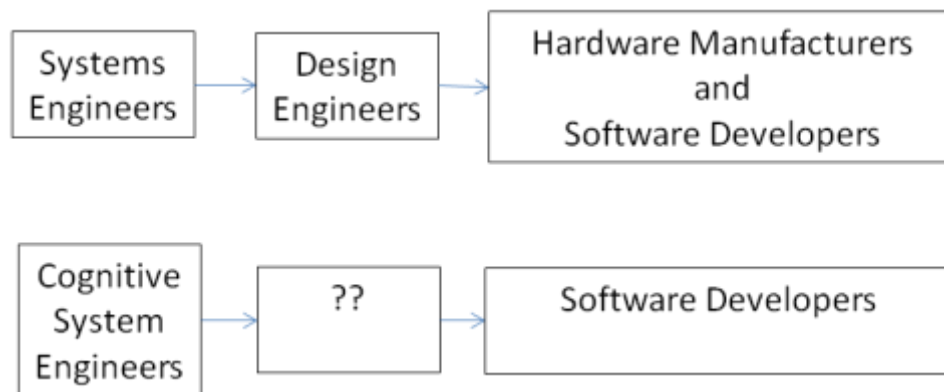 Systems
Engineers
Design
Engineers
Hardware Manufacturers
and
Software Developers
Cognitive
System
Engineers
??
Software Developers